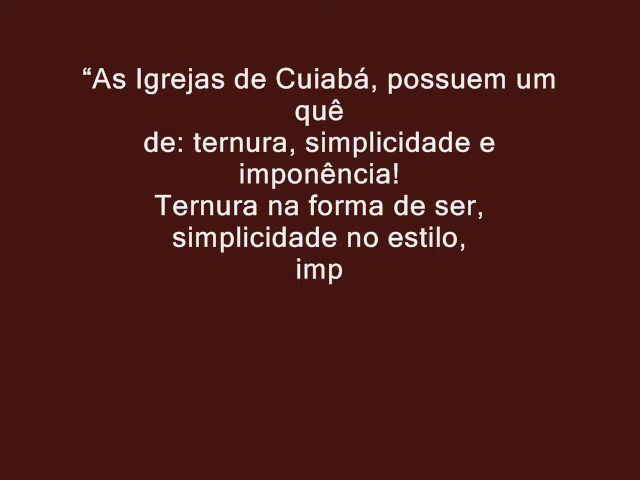 “As Igrejas de Cuiabá, possuem um
quê
de: ternura, simplicidade e
imponência!
Ternura na forma de ser,
simplicidade no estilo,
imp